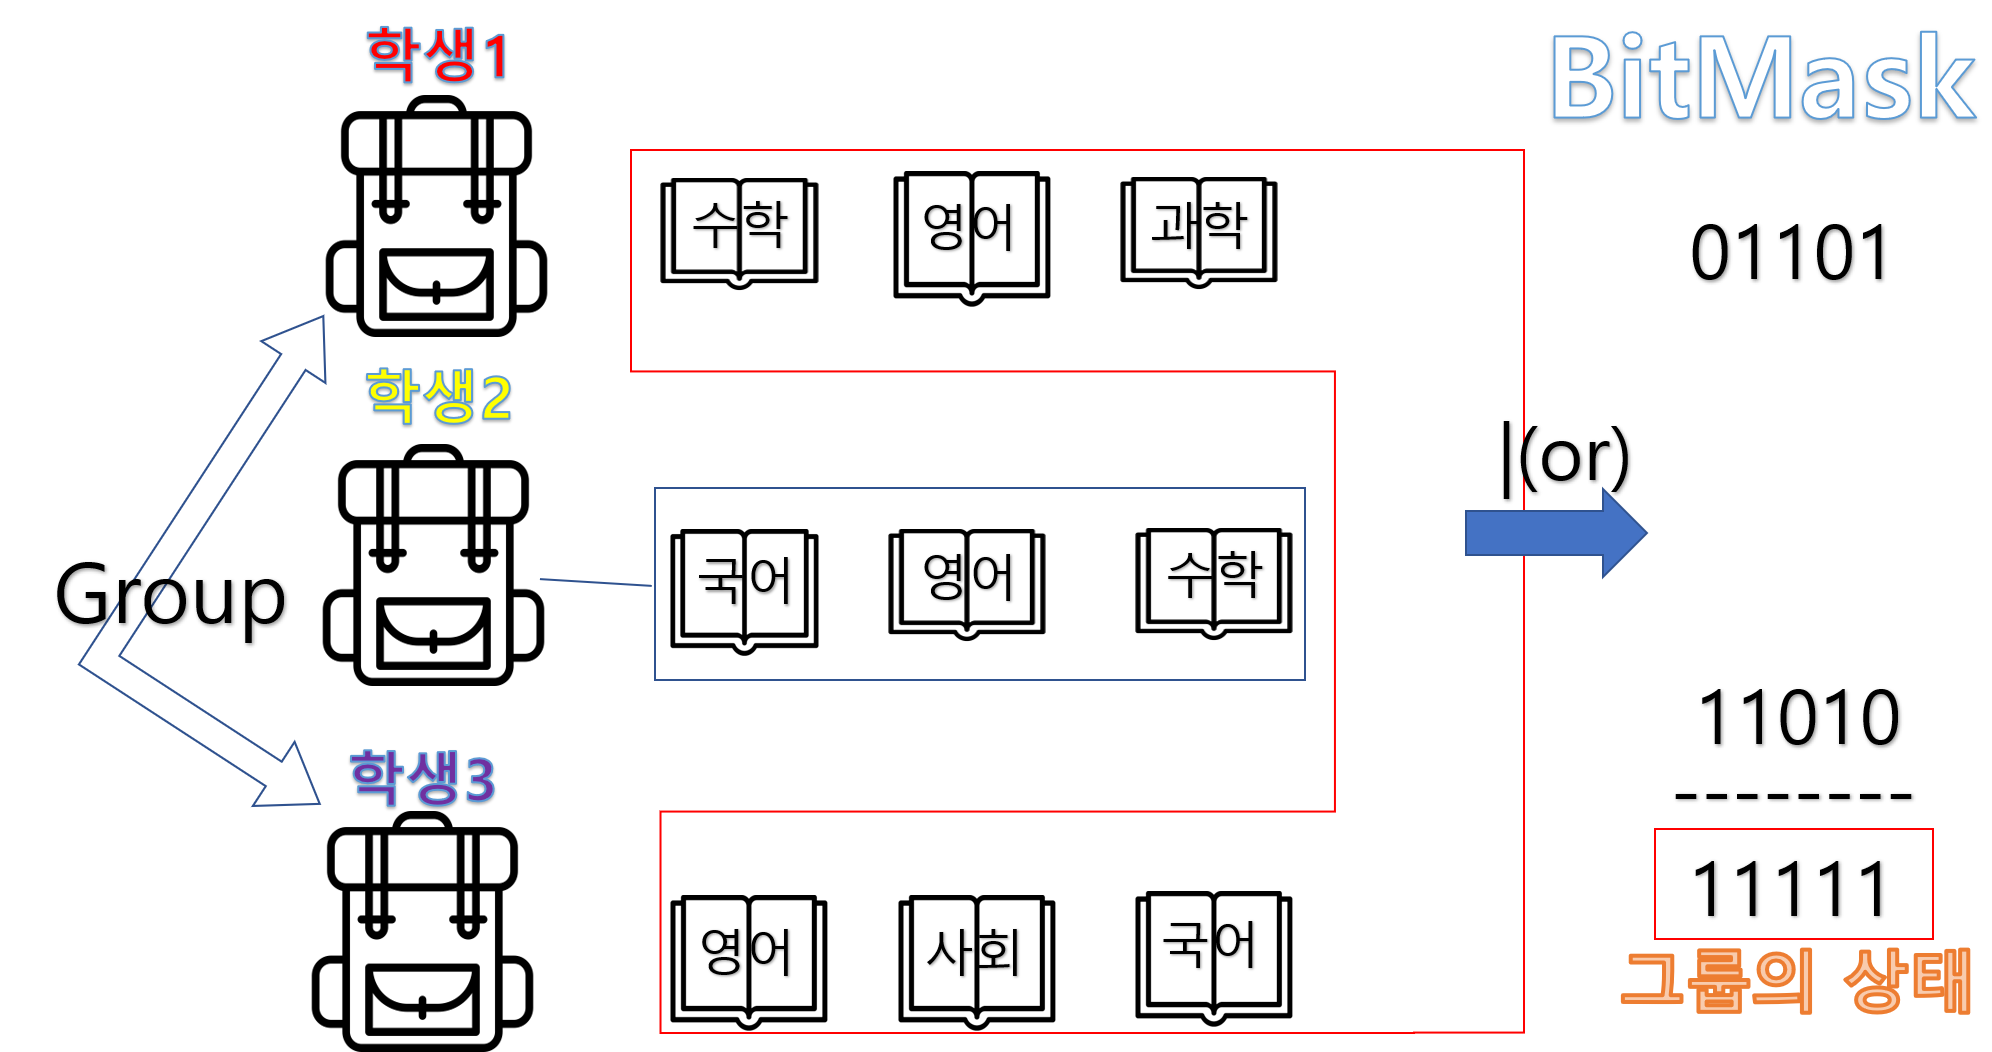 학생1
BitMask
수학
영어
과학
01101
학생2
|(or)
Group
국어
영어
수학
11010
--------
학생3
11111
영어
사회
국어
그룹의 상태